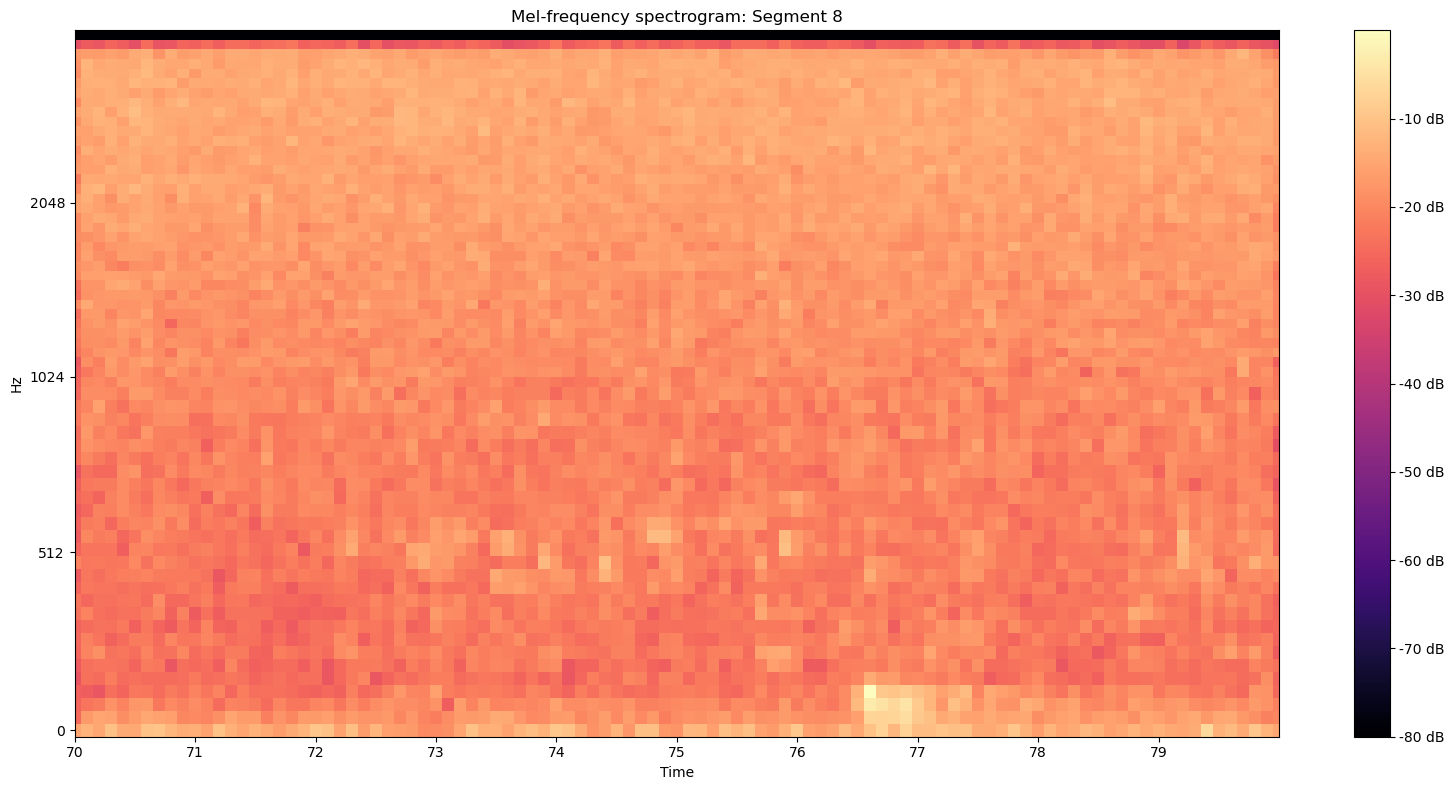 Mel-frequency spectrogram: Segment 8
Hz
2048
1024
512
0
70 71 72 73 74 75 76 77 78 79
Time
-10 dB
-20 dB
-30 dB
-40 dB
-50 dB
-60 dB
-70 dB
-80 dB